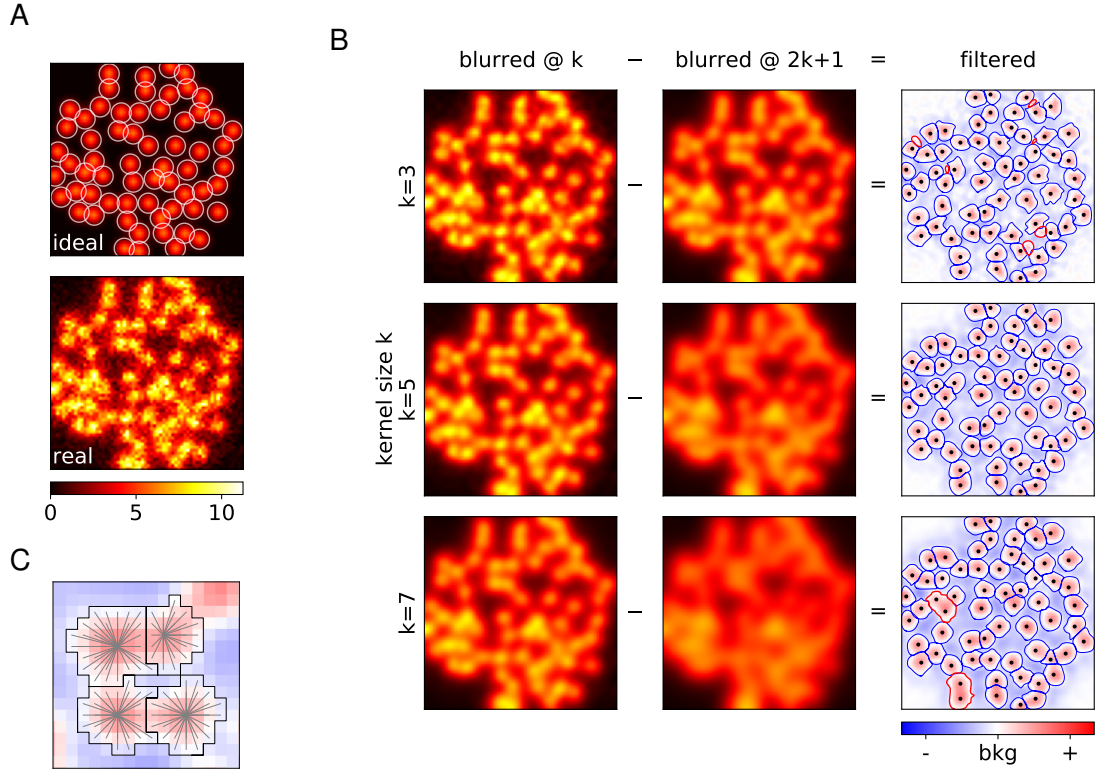 A
ideal
real
0 5 10
B
blurred @ k − blurred @ 2k+1 = filtered
kernel size k
k=3 − =
k=5 − =
k=7 − =
- bkg +
C